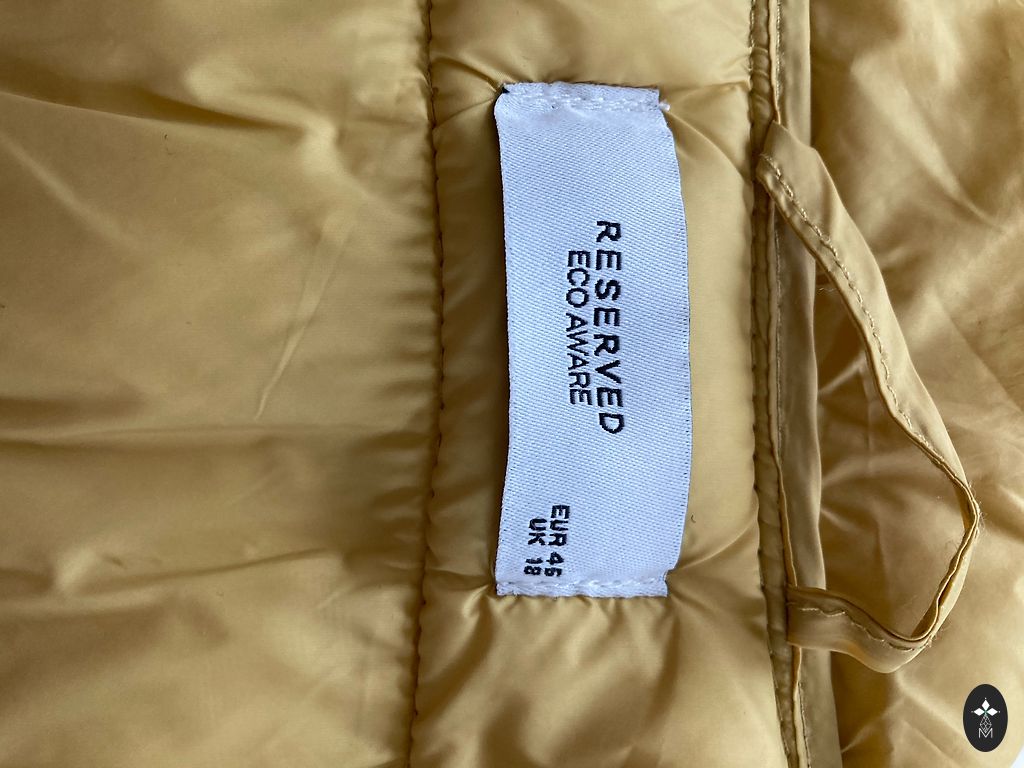 RESERVED
ECO AWARE
EUR 46
UK 18
M